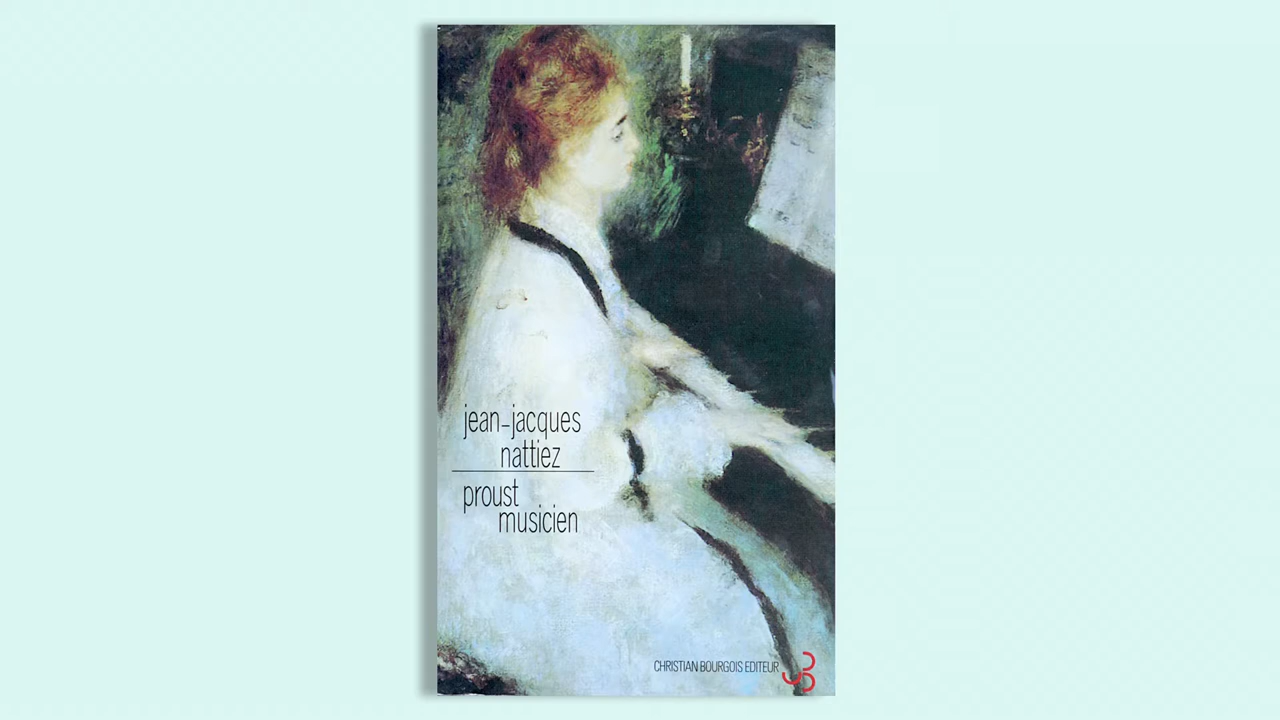 jean-jacques
nattiez
proust
musicien
CHRISTIAN BOURGOIS EDITEUR